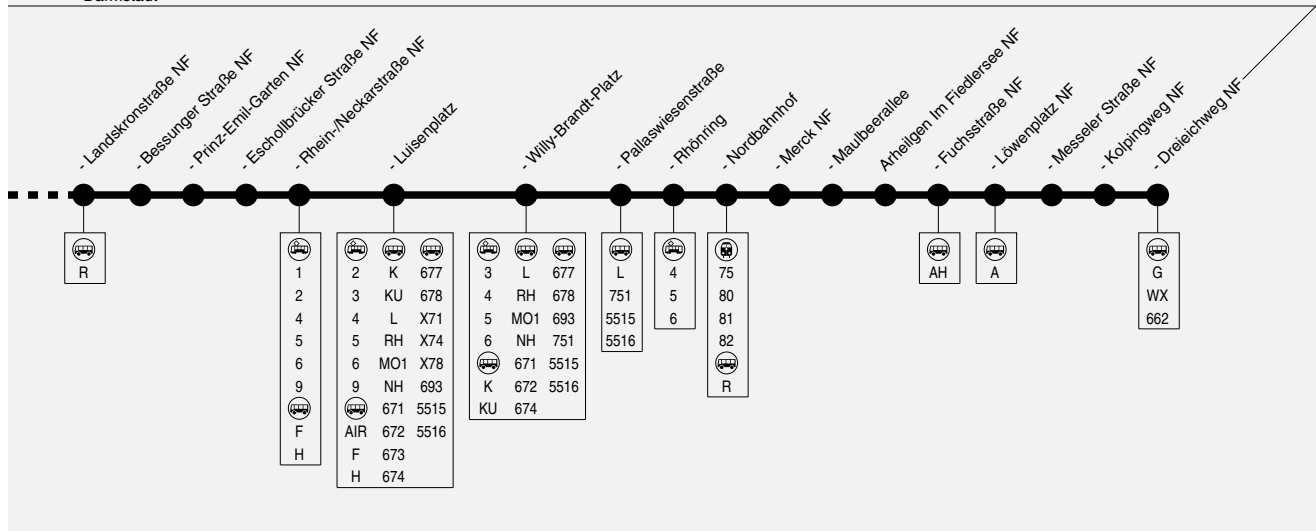 Darmstadt
- Landskronstraße NF
- Bessunger Straße NF
- Prinz-Emil-Garten NF
- Eschollbrücker Straße NF
- Rhein-/Neckarstraße NF
- Luisenplatz
- Willy-Brandt-Platz
- Pallaswiesenstraße
- Rhönring
- Nordbahnhof
- Merck NF
- Maulbeerallee
Arheilgen Im Fiedlersee NF
- Fuchsstraße NF
- Löwenplatz NF
- Messeler Straße NF
- Kolpingweg NF
- Dreieichweg NF
R
1
2
4
5
6
9
F
H
2 K 677
3 KU 678
4 L X71
5 RH X74
6 MO1 X78
9 NH 693
671 5515
AIR 672 5516
F 673
H 674
3 L 677
4 RH 678
5 MO1 693
6 NH 751
671 5515
K 672 5516
KU 674
L
751
5515
5516
4
5
6
75
80
81
82
R
AH
A
G
WX
662